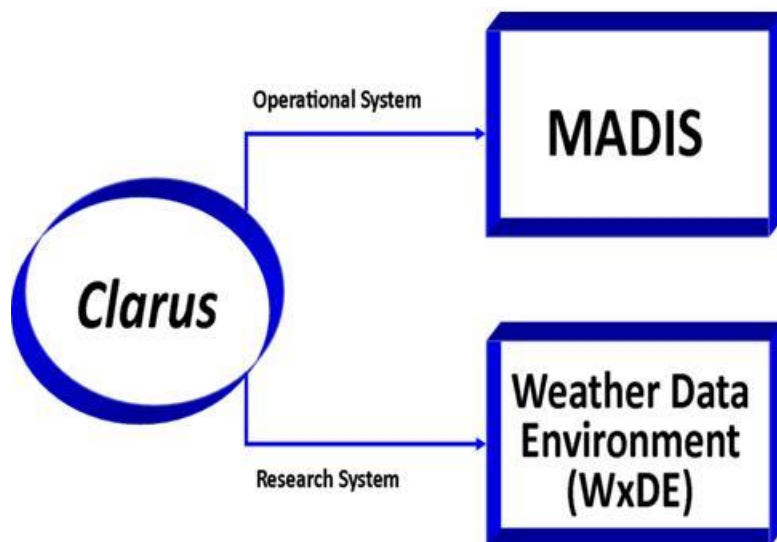 Operational System
MADIS
Clarus
Weather Data
Environment
(WxDE)
Research System